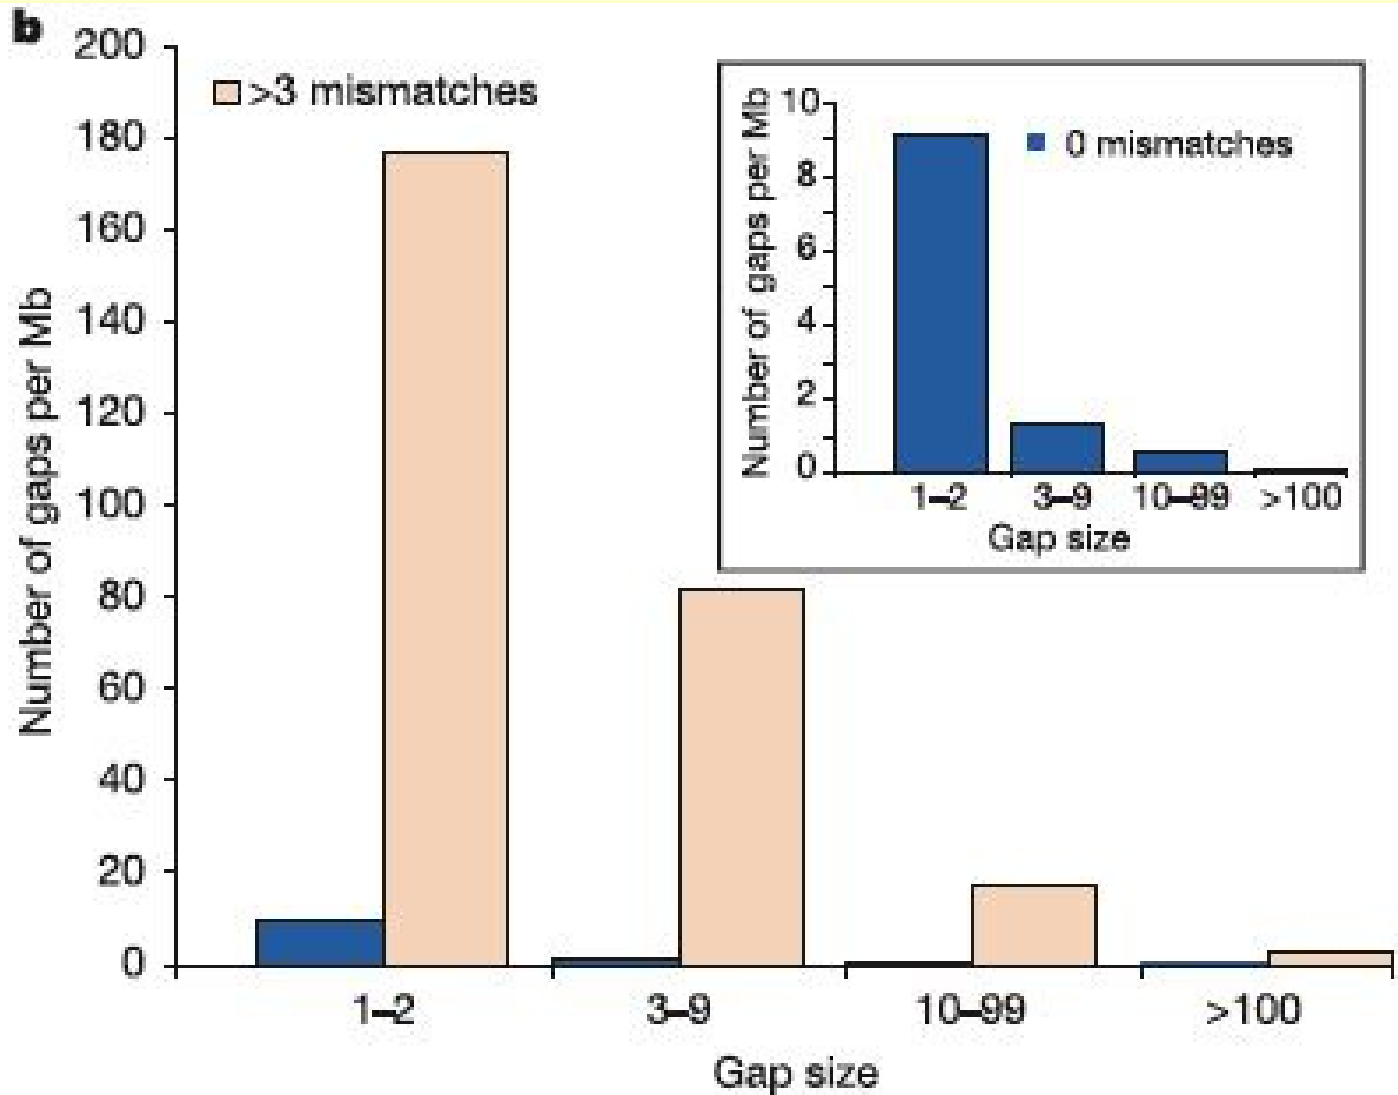 b
>3 mismatches
Number of gaps per Mb
200
180
160
140
120
100
80
60
40
20
0
1–2 3–9 10–99 >100
Gap size
0 mismatches
Number of gaps per Mb
10
8
6
4
2
0
1–2 3–9 10–99 >100
Gap size